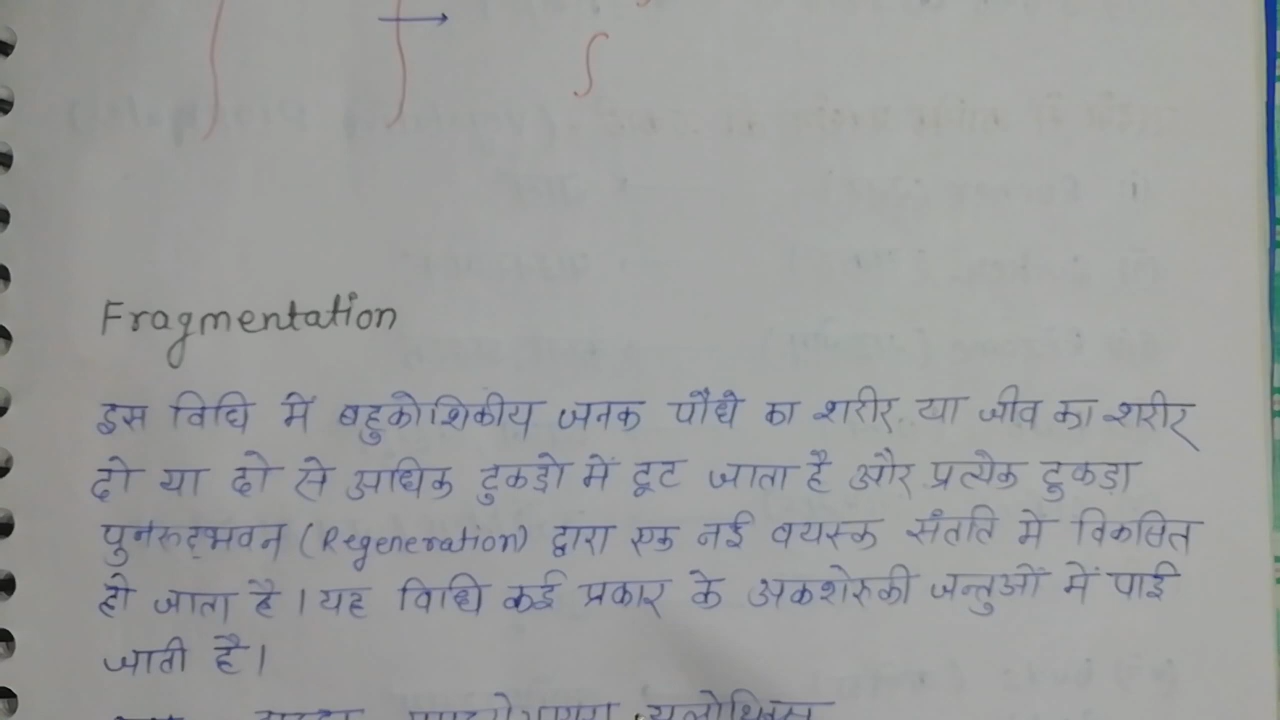 Fragmentation
इस विधि में बहुकोशिकीय जनक पौधे का शरीर या जीव का शरीर
दो या दो से अधिक टुकड़ो में टूट जाता है और प्रत्येक टुकड़ा
पुनरुद्भवन (Regeneration) द्वारा एक नई वयस्क संतति में विकसित
हो जाता है। यह विधि कई प्रकार के अकशेरुकी जन्तुओं में पाई
जाती है।